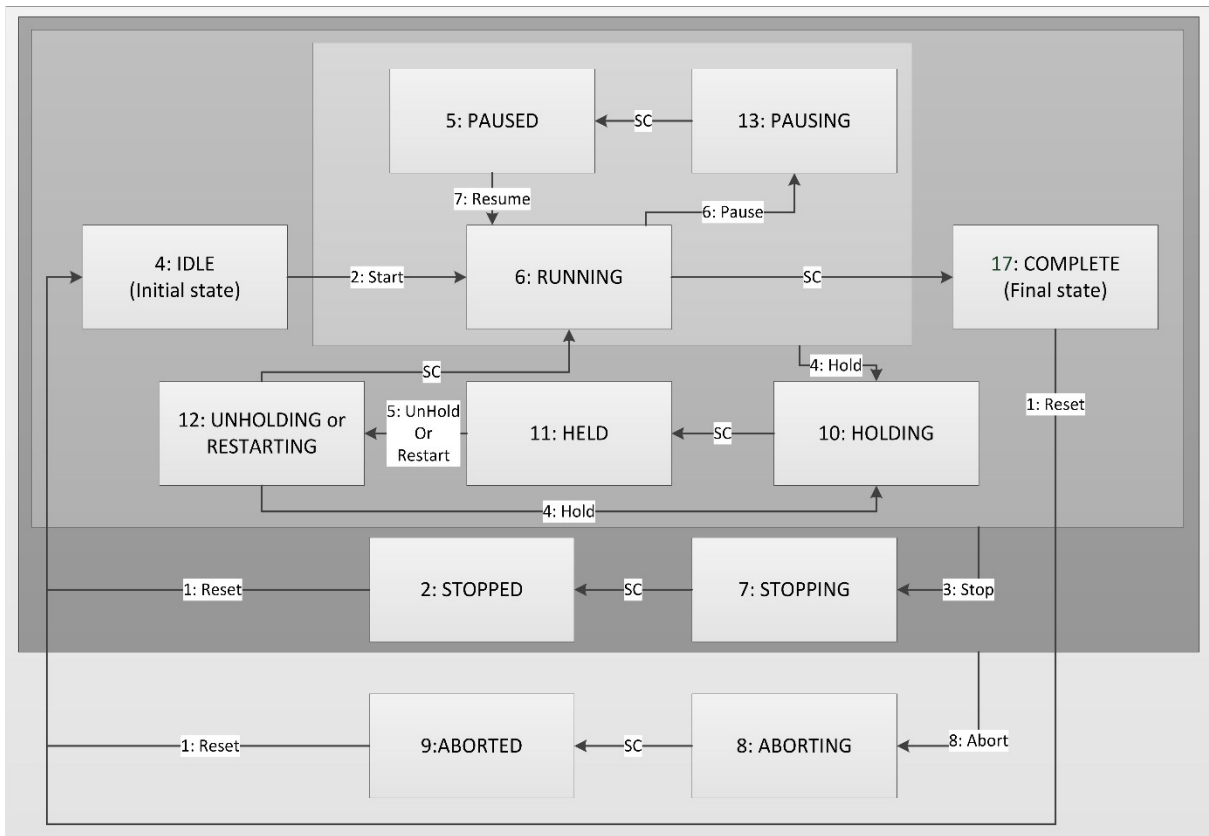 5: PAUSED
SC
13: PAUSING
7: Resume
6: Pause
4: IDLE
(Initial state)
2: Start
6: RUNNING
SC
17: COMPLETE
(Final state)
SC
4: Hold
12: UNHOLDING or
RESTARTING
5: UnHold
Or
Restart
11: HELD
SC
10: HOLDING
1: Reset
4: Hold
1: Reset
2: STOPPED
SC
7: STOPPING
3: Stop
1: Reset
9:ABORTED
SC
8: ABORTING
8: Abort